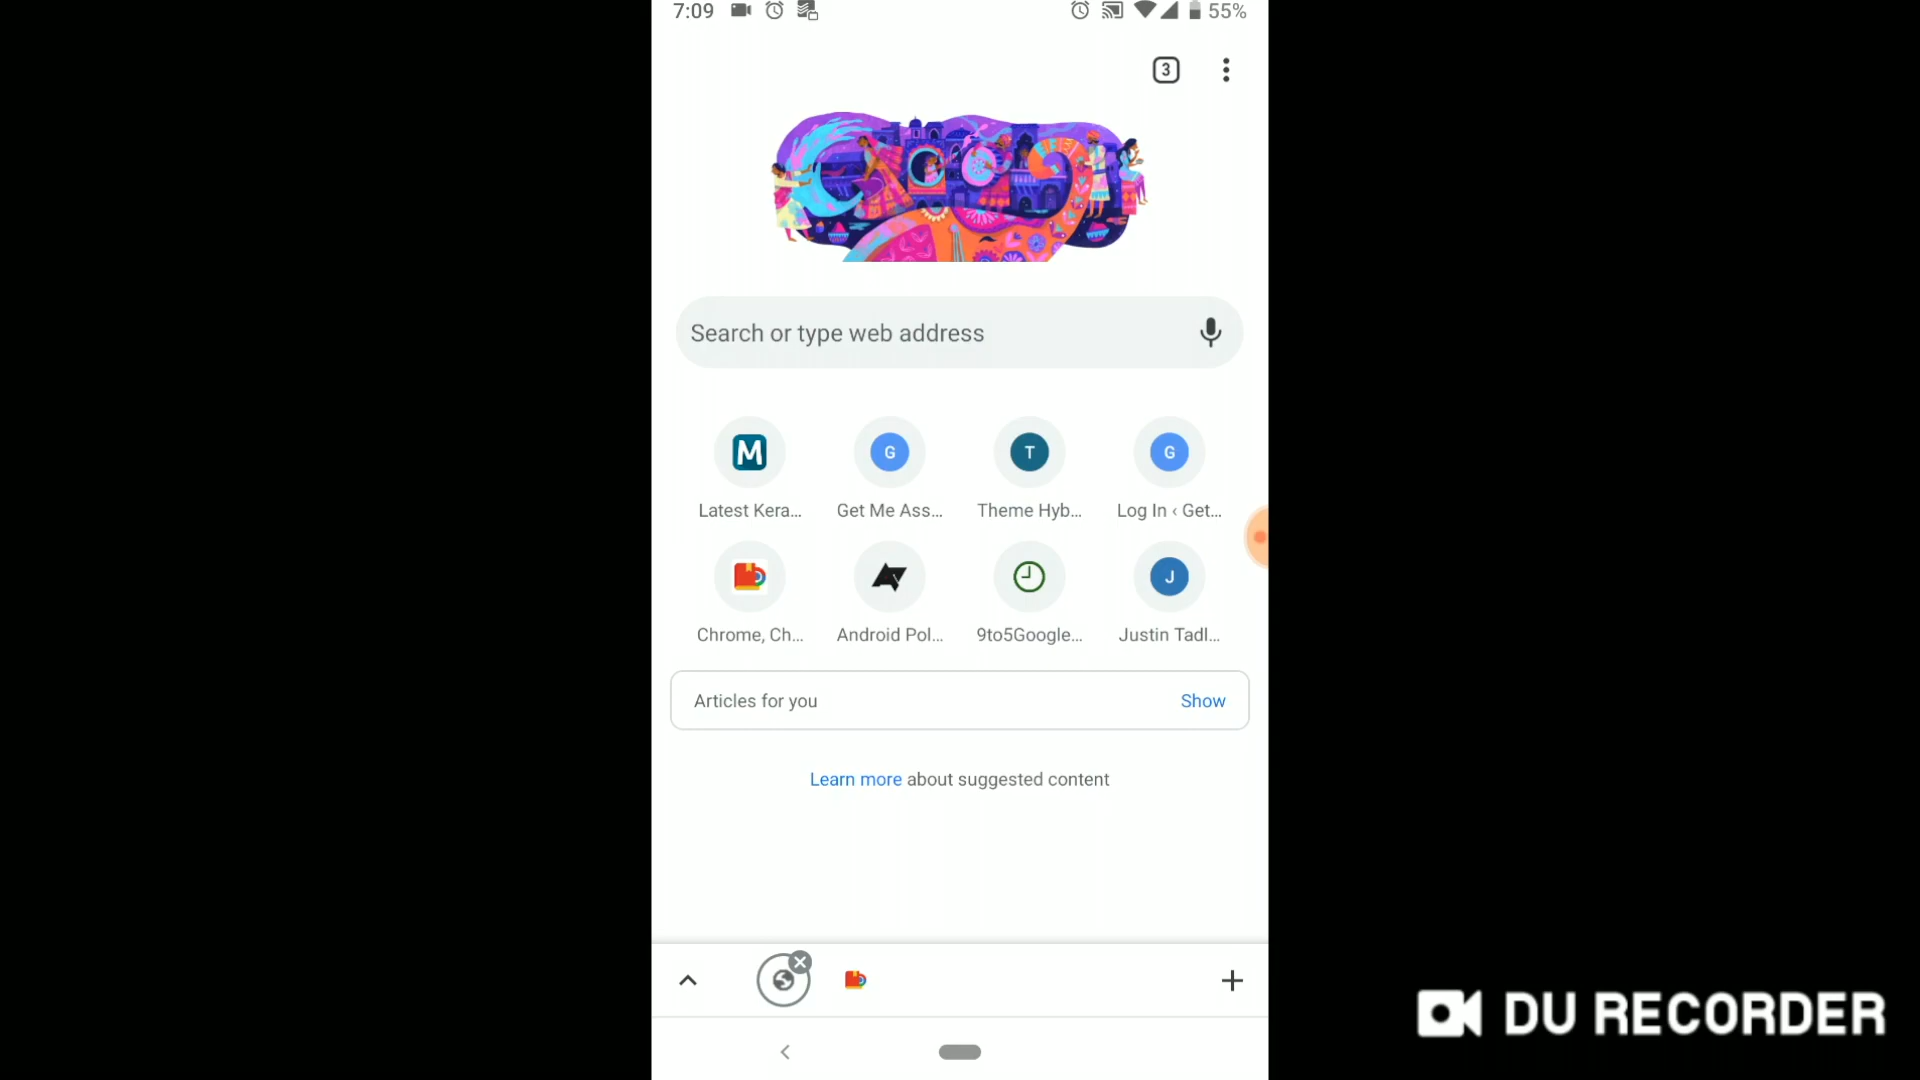 7:09 55%
3
Search or type web address
M G T G
Latest Kera... Get Me Ass... Theme Hyb... Log In ‹ Get...
J
Chrome, Ch... Android Pol... 9to5Google... Justin Tadl...
Articles for you Show
Learn more about suggested content
DU RECORDER